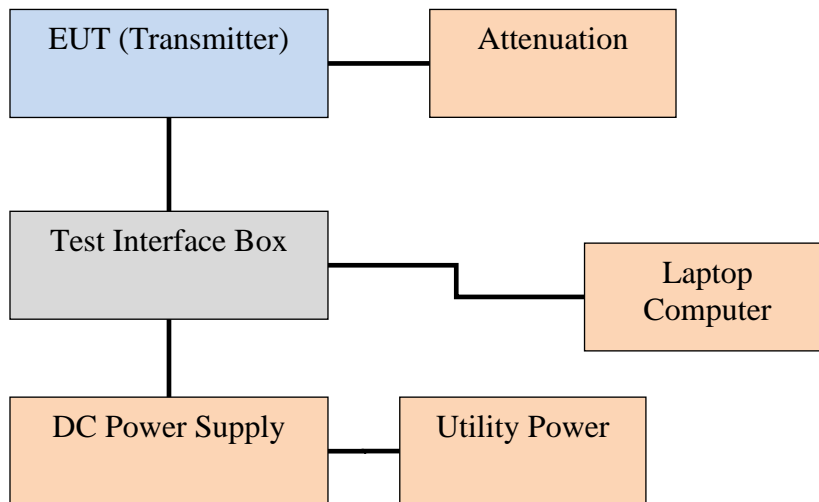 EUT (Transmitter)
Attenuation
Test Interface Box
Laptop
Computer
DC Power Supply
Utility Power